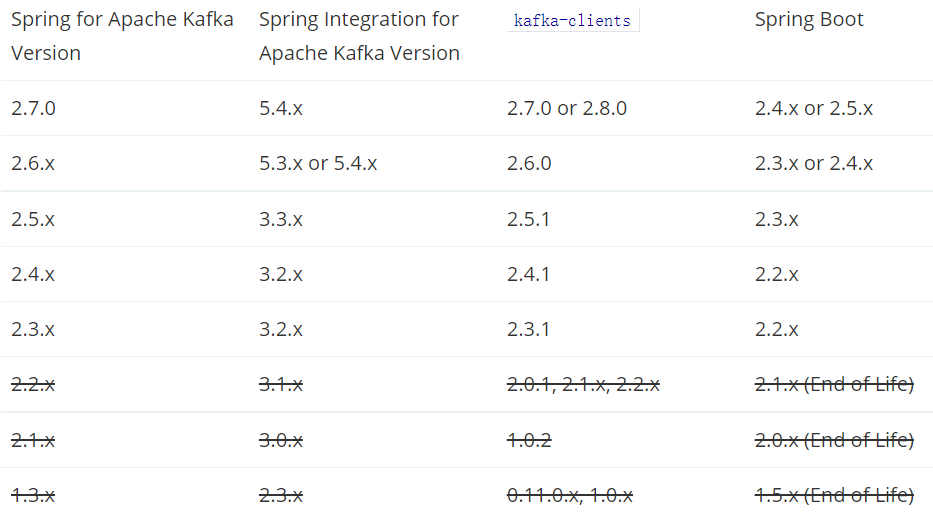 Spring for Apache Kafka Version Spring Integration for Apache Kafka Version kafka-clients Spring Boot
2.7.0 5.4.x 2.7.0 or 2.8.0 2.4.x or 2.5.x
2.6.x 5.3.x or 5.4.x 2.6.0 2.3.x or 2.4.x
2.5.x 3.3.x 2.5.1 2.3.x
2.4.x 3.2.x 2.4.1 2.2.x
2.3.x 3.2.x 2.3.1 2.2.x
2.2.x 3.1.x 2.0.1, 2.1.x, 2.2.x 2.1.x (End of Life)
2.1.x 3.0.x 1.0.2 2.0.x (End of Life)
1.3.x 2.3.x 0.11.0.x, 1.0.x 1.5.x (End of Life)